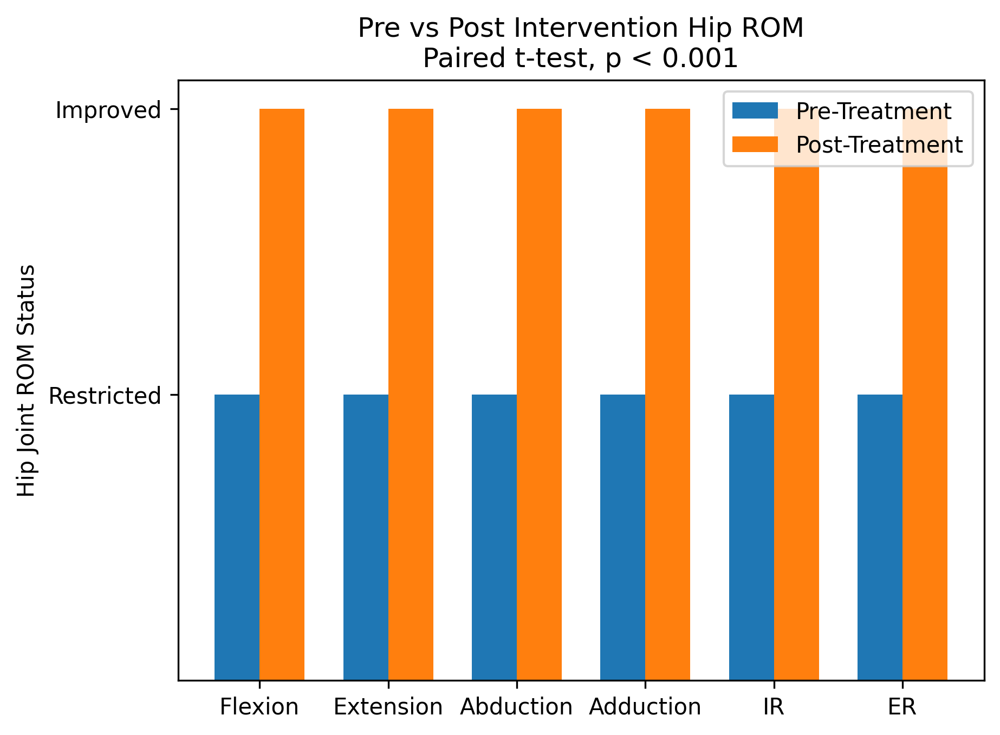 Pre vs Post Intervention Hip ROM
Paired t-test, p < 0.001
Improved
Restricted
Hip Joint ROM Status
Pre-Treatment
Post-Treatment
Flexion
Extension
Abduction
Adduction
IR
ER